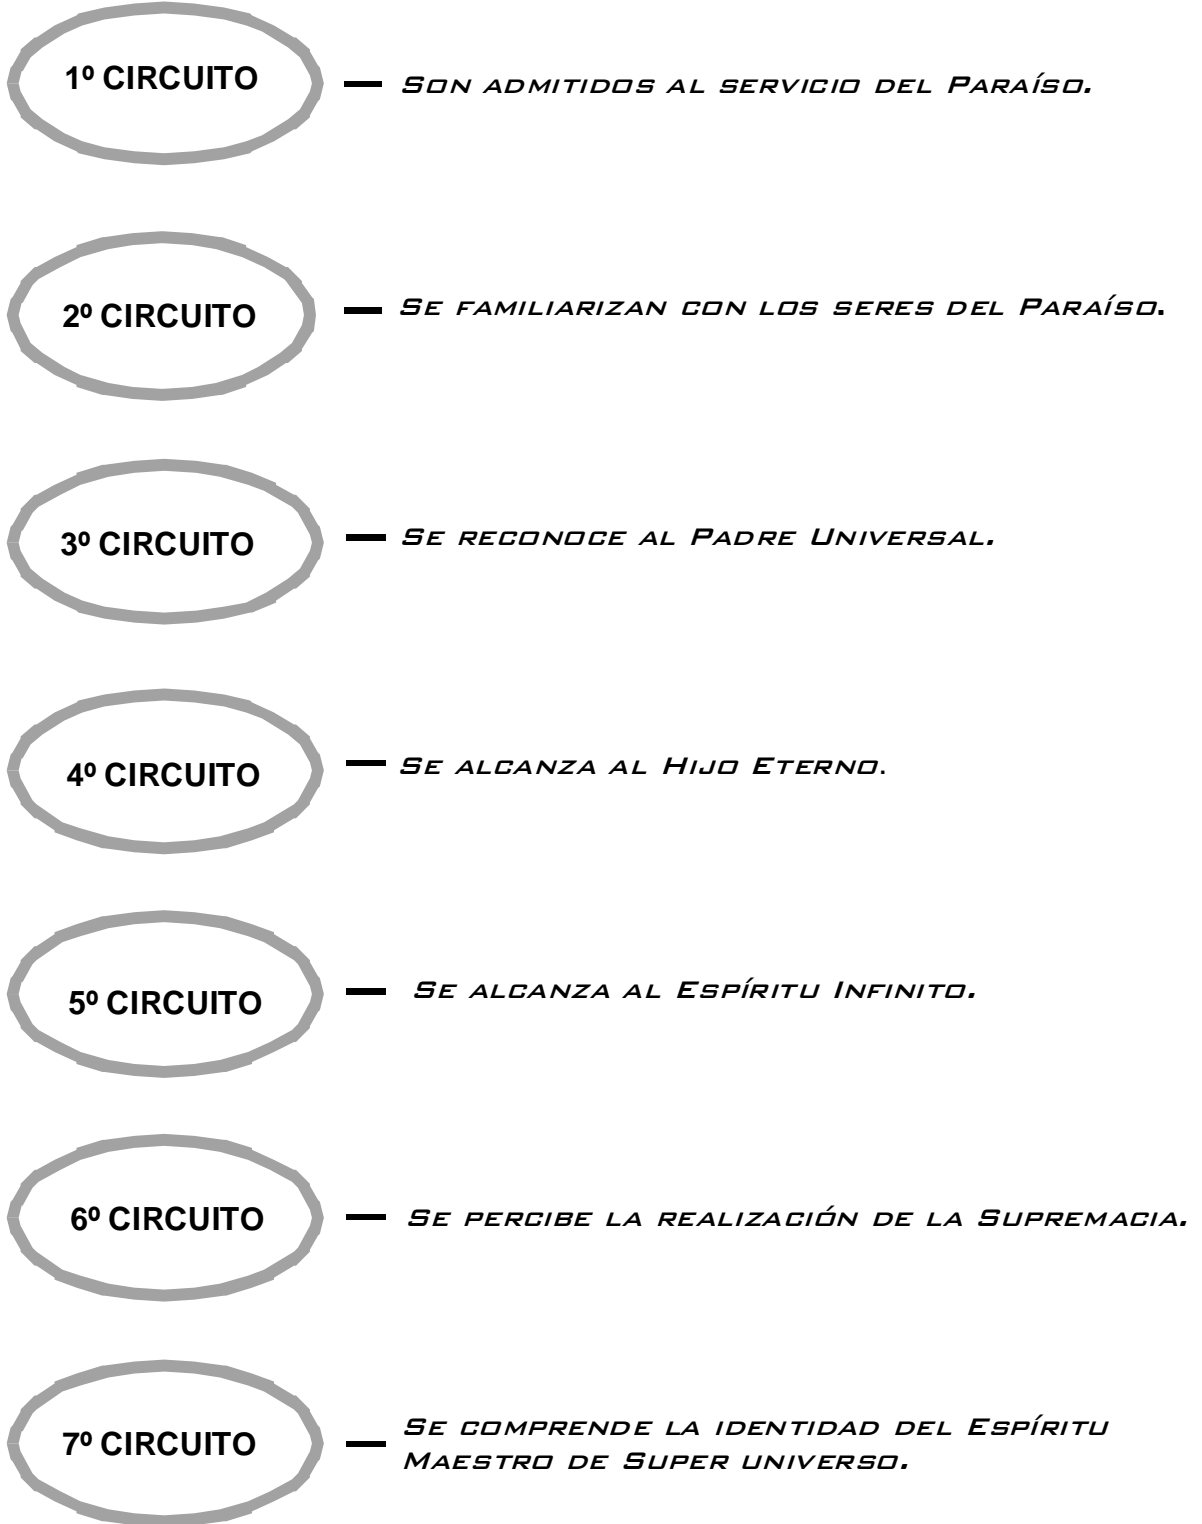 1º CIRCUITO — Son admitidos al servicio del Paraíso.
2º CIRCUITO — Se familiarizan con los seres del Paraíso.
3º CIRCUITO — Se reconoce al Padre Universal.
4º CIRCUITO — Se alcanza al Hijo Eterno.
5º CIRCUITO — Se alcanza al Espíritu Infinito.
6º CIRCUITO — Se percibe la realización de la Supremacia.
7º CIRCUITO — Se comprende la identidad del Espíritu
Maestro de Super universo.